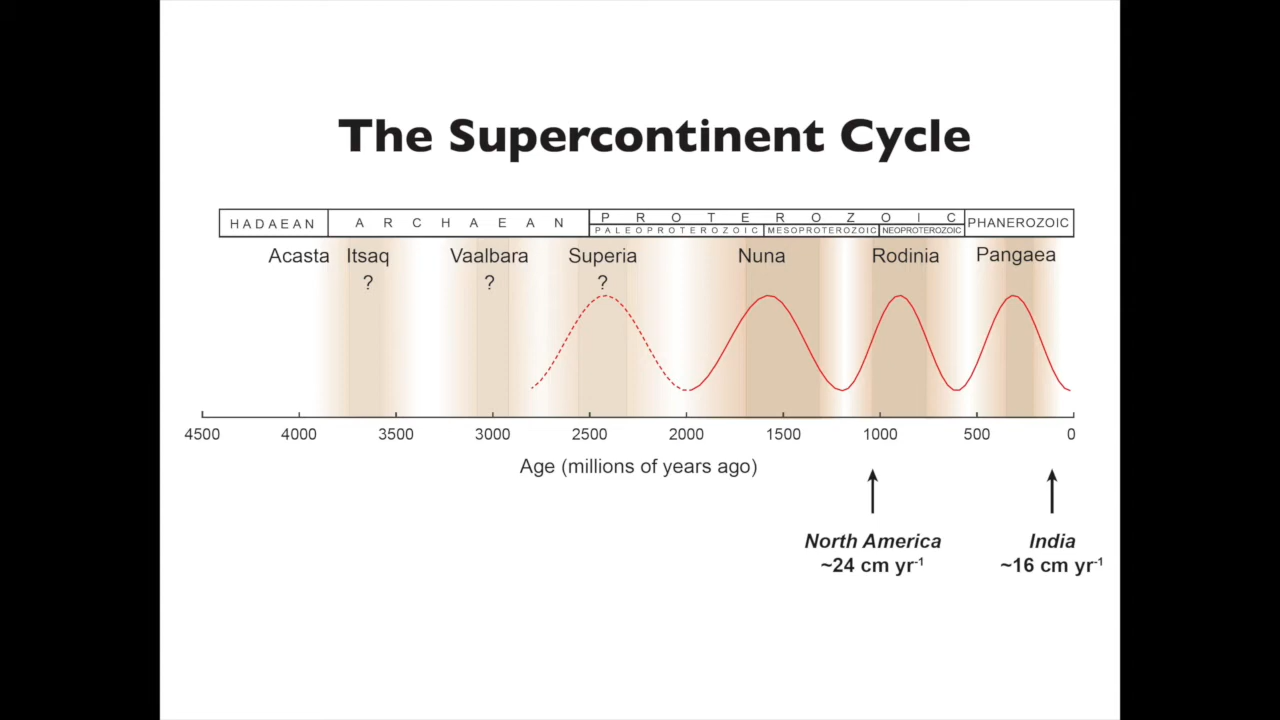 The Supercontinent Cycle
HADAEAN ARCHAEAN PROTEROZOIC PHANEROZOIC
PALEOPROTEROZOIC MESOPROTEROZOIC NEOPROTEROZOIC
Acasta Itsaq Vaalbara Superia Nuna Rodinia Pangaea
? ? ?
4500 4000 3500 3000 2500 2000 1500 1000 500 0
Age (millions of years ago)
North America India
~24 cm yr⁻¹ ~16 cm yr⁻¹